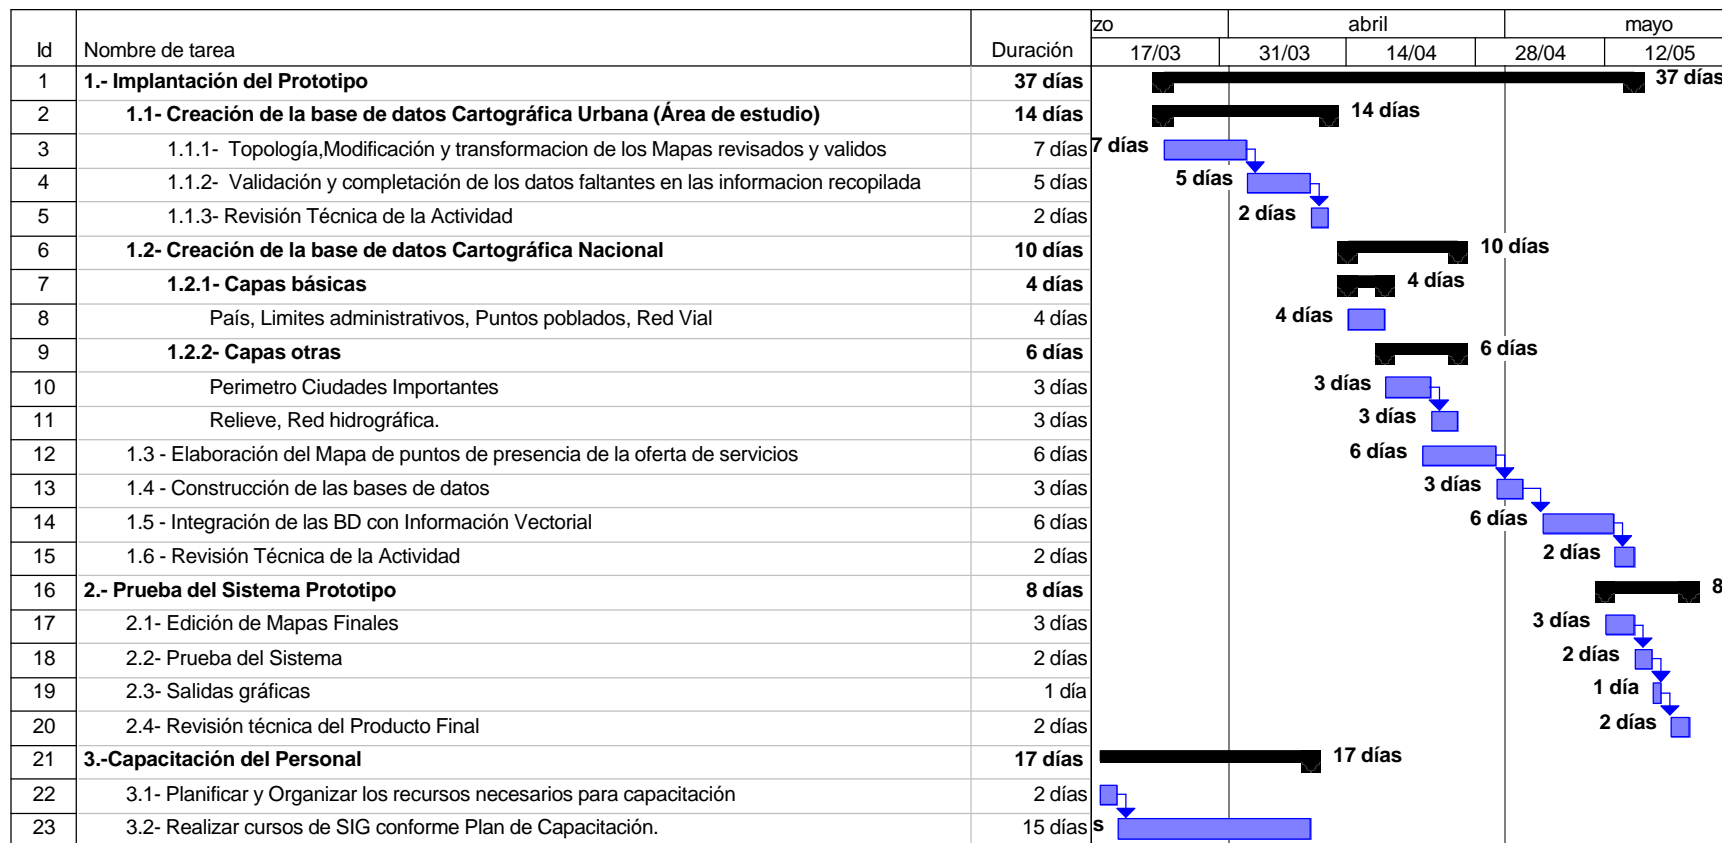 zo abril mayo
Id Nombre de tarea Duración 17/03 31/03 14/04 28/04 12/05
1 1.- Implantación del Prototipo 37 días 37 días
2 1.1- Creación de la base de datos Cartográfica Urbana (Área de estudio) 14 días 14 días
3 1.1.1- Topología,Modificación y transformacion de los Mapas revisados y validos 7 días 7 días
4 1.1.2- Validación y completación de los datos faltantes en las informacion recopilada 5 días 5 días
5 1.1.3- Revisión Técnica de la Actividad 2 días 2 días
6 1.2- Creación de la base de datos Cartográfica Nacional 10 días 10 días
7 1.2.1- Capas básicas 4 días 4 días
8 País, Limites administrativos, Puntos poblados, Red Vial 4 días 4 días
9 1.2.2- Capas otras 6 días 6 días
10 Perimetro Ciudades Importantes 3 días 3 días
11 Relieve, Red hidrográfica. 3 días 3 días
12 1.3 - Elaboración del Mapa de puntos de presencia de la oferta de servicios 6 días 6 días
13 1.4 - Construcción de las bases de datos 3 días 3 días
14 1.5 - Integración de las BD con Información Vectorial 6 días 6 días
15 1.6 - Revisión Técnica de la Actividad 2 días 2 días
16 2.- Prueba del Sistema Prototipo 8 días 8
17 2.1- Edición de Mapas Finales 3 días 3 días
18 2.2- Prueba del Sistema 2 días 2 días
19 2.3- Salidas gráficas 1 día 1 día
20 2.4- Revisión técnica del Producto Final 2 días 2 días
21 3.-Capacitación del Personal 17 días 17 días
22 3.1- Planificar y Organizar los recursos necesarios para capacitación 2 días
23 3.2- Realizar cursos de SIG conforme Plan de Capacitación. 15 días s